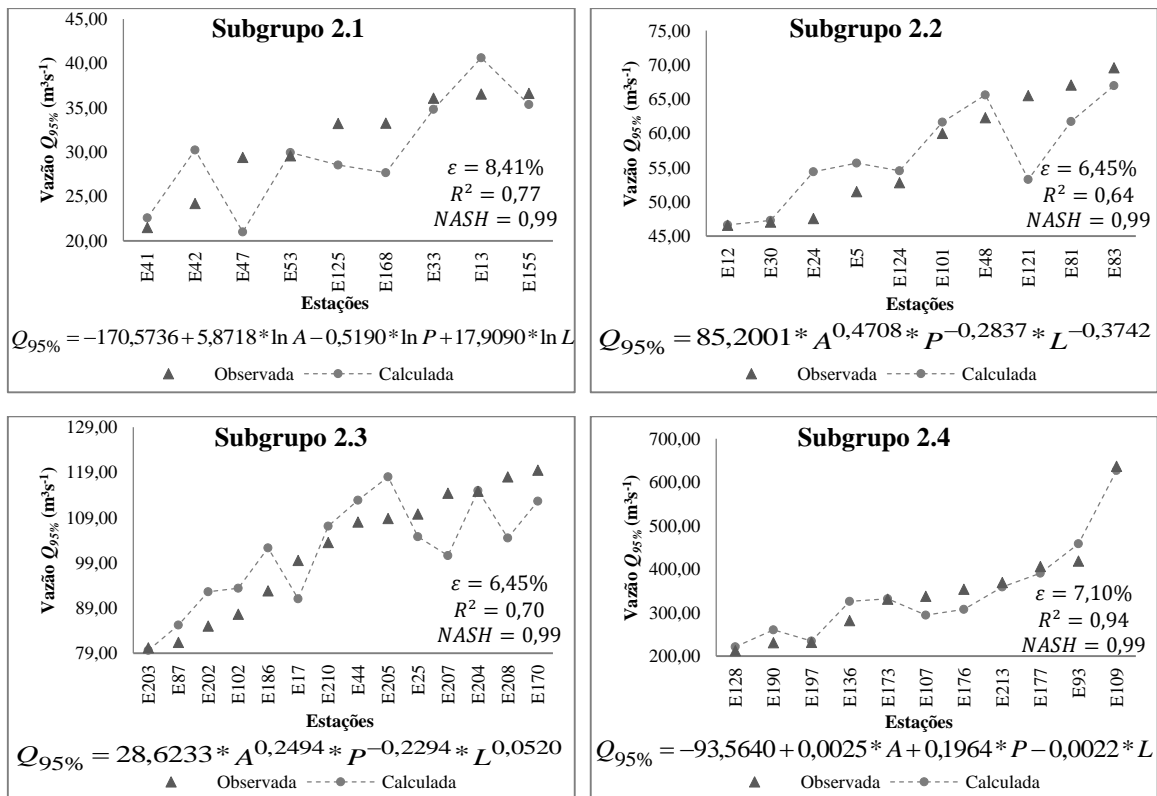 Subgrupo 2.1
Vazão Q95% (m³s-1)
45,00
40,00
35,00
30,00
25,00
20,00
ε = 8,41%
R² = 0,77
NASH = 0,99
E41 E42 E47 E53 E125 E168 E33 E13 E155
Estações
Q95% = −170,5736 + 5,8718 * ln A − 0,5190 * ln P + 17,9090 * ln L
Observada Calculada
Subgrupo 2.2
Vazão Q95% (m³s-1)
75,00
70,00
65,00
60,00
55,00
50,00
45,00
ε = 6,45%
R² = 0,64
NASH = 0,99
E12 E30 E24 E5 E124 E101 E48 E121 E81 E83
Estações
Q95% = 85,2001 * A^0,4708 * P^−0,2837 * L^−0,3742
Observada Calculada
Subgrupo 2.3
Vazão Q95% (m³s-1)
129,00
119,00
109,00
99,00
89,00
79,00
ε = 6,45%
R² = 0,70
NASH = 0,99
E203 E87 E202 E102 E186 E17 E210 E44 E205 E25 E207 E204 E208 E170
Estações
Q95% = 28,6233 * A^0,2494 * P^−0,2294 * L^0,0520
Observada Calculada
Subgrupo 2.4
Vazão Q95% (m³s-1)
700,00
600,00
500,00
400,00
300,00
200,00
ε = 7,10%
R² = 0,94
NASH = 0,99
E128 E190 E197 E136 E173 E107 E176 E213 E177 E93 E109
Estações
Q95% = −93,5640 + 0,0025 * A + 0,1964 * P − 0,0022 * L
Observada Calculada